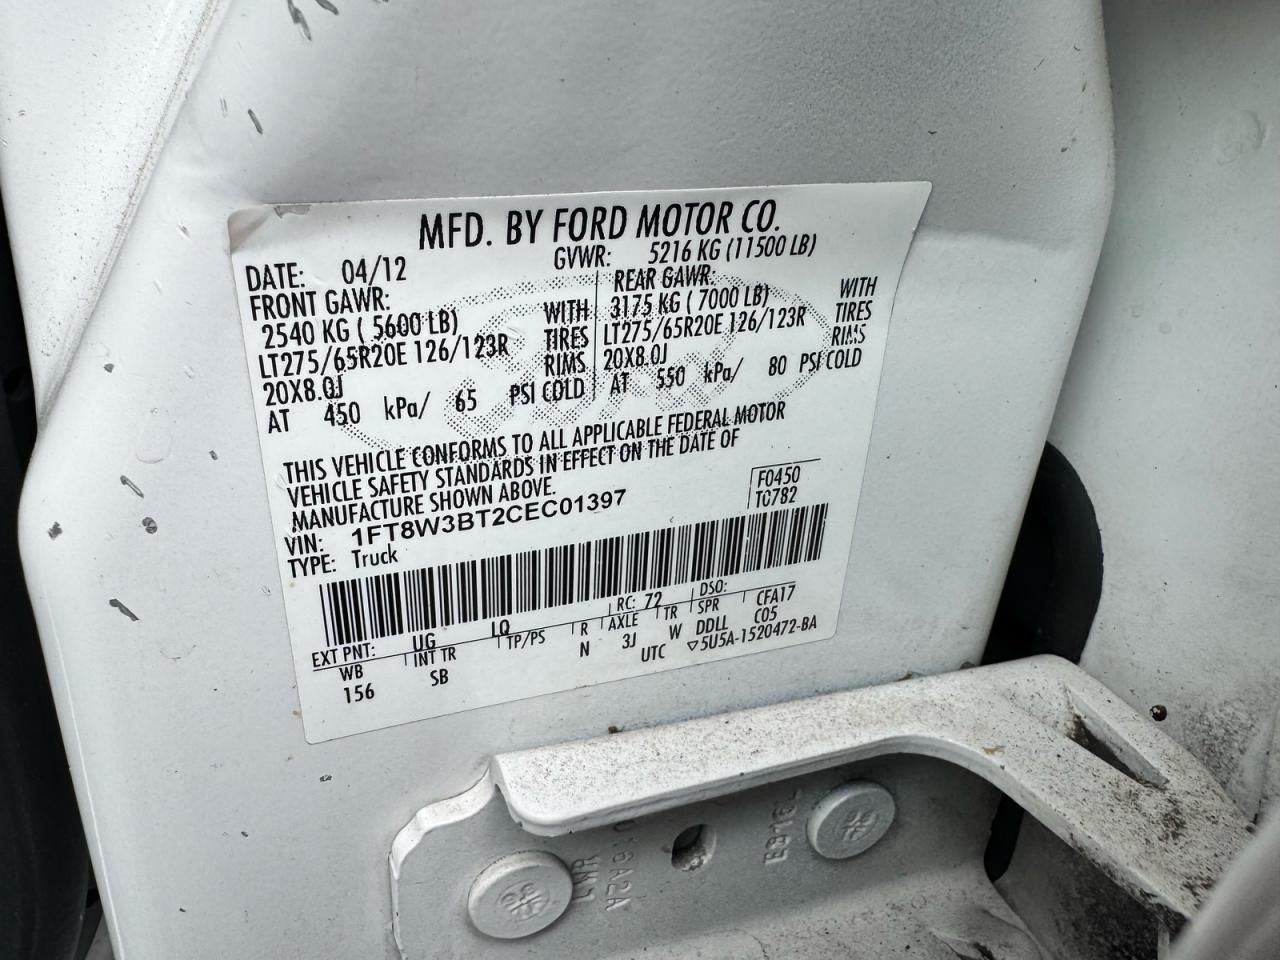 MFD. BY FORD MOTOR CO.
DATE: 04/12
GVWR: 5216 KG (11500 LB)
FRONT GAWR:
2540 KG ( 5600 LB)
WITH
LT275/65R20E 126/123R
TIRES
20X8.0J
RIMS
AT 450 kPa/ 65 PSI COLD
REAR GAWR:
3175 KG ( 7000 LB)
WITH
LT275/65R20E 126/123R
TIRES
20X8.0J
RIMS
AT 550 kPa/ 80 PSI COLD
THIS VEHICLE CONFORMS TO ALL APPLICABLE FEDERAL MOTOR
VEHICLE SAFETY STANDARDS IN EFFECT ON THE DATE OF
MANUFACTURE SHOWN ABOVE.
VIN: 1FT8W3BT2CEC01397
TYPE: Truck
F0450
T0782
EXT PNT: UG LQ
RC: 72
DSO:
WB
INT TR
TP/PS
R
AXLE
TR
SPR
CFA17
156
SB
N
3J
W
DDLL
C05
UTC
▽5U5A-1520472-BA